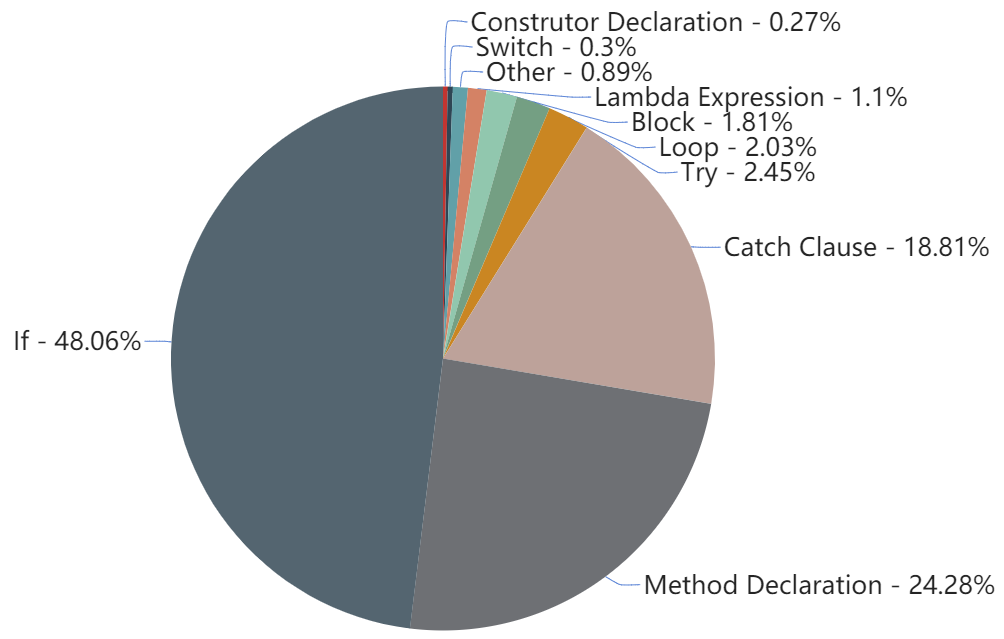 Construtor Declaration - 0.27%
Switch - 0.3%
Other - 0.89%
Lambda Expression - 1.1%
Block - 1.81%
Loop - 2.03%
Try - 2.45%
Catch Clause - 18.81%
If - 48.06%
Method Declaration - 24.28%